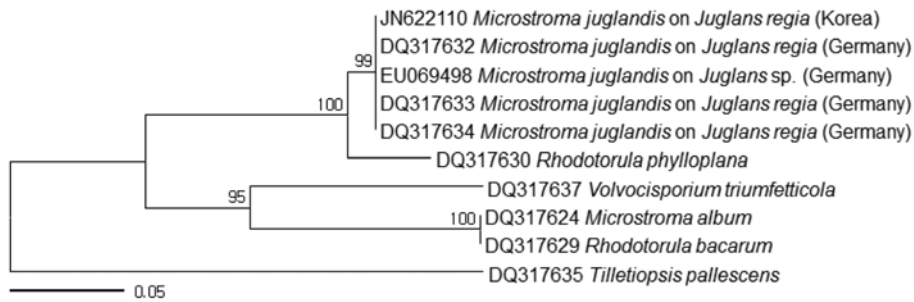 JN622110 Microstroma juglandis on Juglans regia (Korea)
DQ317632 Microstroma juglandis on Juglans regia (Germany)
99
EU069498 Microstroma juglandis on Juglans sp. (Germany)
100
DQ317633 Microstroma juglandis on Juglans regia (Germany)
DQ317634 Microstroma juglandis on Juglans regia (Germany)
DQ317630 Rhodotorula phylloplana
95
DQ317637 Volvocisporium triumfetticola
100
DQ317624 Microstroma album
DQ317629 Rhodotorula bacarum
DQ317635 Tilletiopsis pallescens
0.05